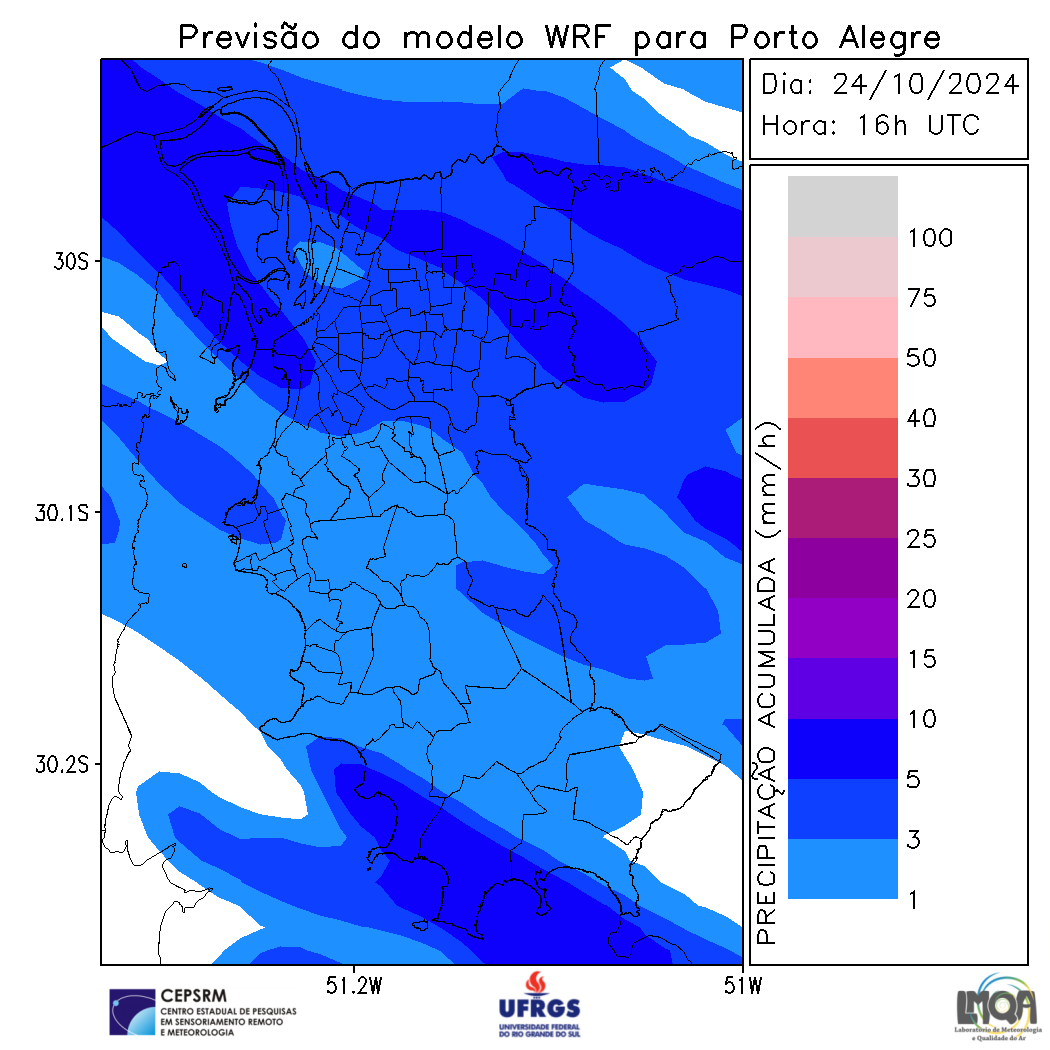 Previsão do modelo WRF para Porto Alegre
Dia: 24/10/2024
Hora: 16h UTC
30S
30.1S
30.2S
51.2W
51W
PRECIPITAÇÃO ACUMULADA (mm/h)
100
75
50
40
30
25
20
15
10
5
3
1
CEPSRM
CENTRO ESTADUAL DE PESQUISAS
EM SENSORIAMENTO REMOTO
E METEOROLOGIA
UFRGS
UNIVERSIDADE FEDERAL
DO RIO GRANDE DO SUL
LMQA
Laboratório de Meteorologia
e Qualidade do Ar